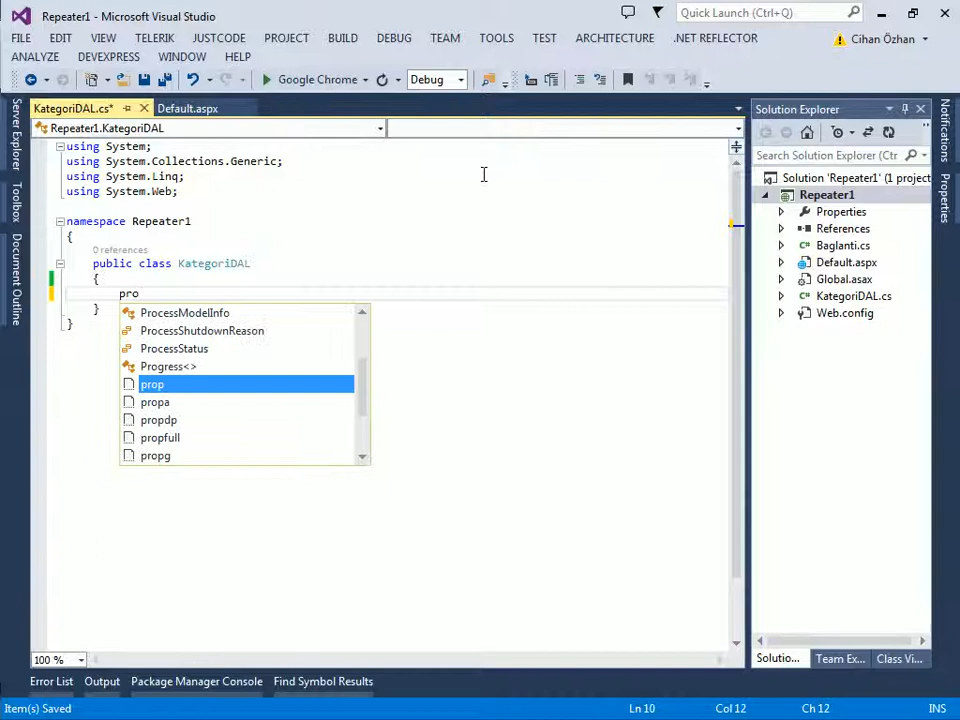 Repeater1 - Microsoft Visual Studio
Quick Launch (Ctrl+Q)
FILE EDIT VIEW TELERIK JUSTCODE PROJECT BUILD DEBUG TEAM TOOLS TEST ARCHITECTURE .NET REFLECTOR
Cihan Özhan
ANALYZE DEVEXPRESS WINDOW HELP
Google Chrome
Debug
Server Explorer
Toolbox
Document Outline
KategoriDAL.cs*
Default.aspx
Repeater1.KategoriDAL
using System;
using System.Collections.Generic;
using System.Linq;
using System.Web;
namespace Repeater1
{
0 references
public class KategoriDAL
{
pro
}
}
ProcessModelInfo
ProcessShutdownReason
ProcessStatus
Progress<>
prop
propa
propdp
propfull
propg
100 %
Solution Explorer
Search Solution Explorer (Ctr
Solution 'Repeater1' (1 project
Repeater1
Properties
References
Baglanti.cs
Default.aspx
Global.asax
KategoriDAL.cs
Web.config
Solutio... Team Ex... Class Vi...
Notifications
Properties
Error List Output Package Manager Console Find Symbol Results
Item(s) Saved
Ln 10 Col 12 Ch 12 INS